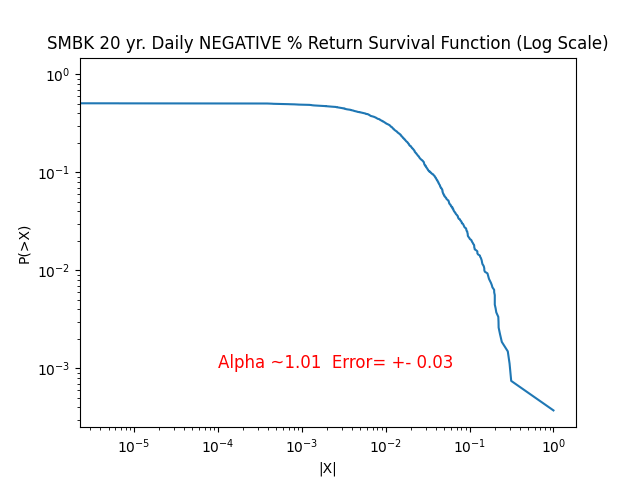 SMBK 20 yr. Daily NEGATIVE % Return Survival Function (Log Scale)
10⁰
10⁻¹
P(>X)
10⁻²
Alpha ~1.01  Error= +- 0.03
10⁻³
10⁻⁵ 10⁻⁴ 10⁻³ 10⁻² 10⁻¹ 10⁰
|X|